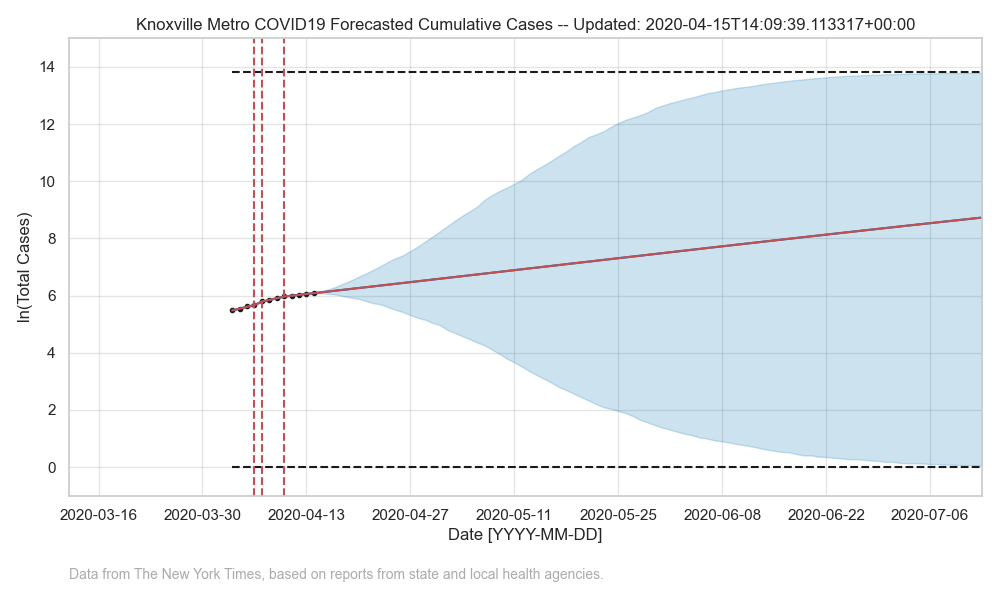 Knoxville Metro COVID19 Forecasted Cumulative Cases -- Updated: 2020-04-15T14:09:39.113317+00:00
ln(Total Cases)
14
12
10
8
6
4
2
0
2020-03-16 2020-03-30 2020-04-13 2020-04-27 2020-05-11 2020-05-25 2020-06-08 2020-06-22 2020-07-06
Date [YYYY-MM-DD]
Data from The New York Times, based on reports from state and local health agencies.